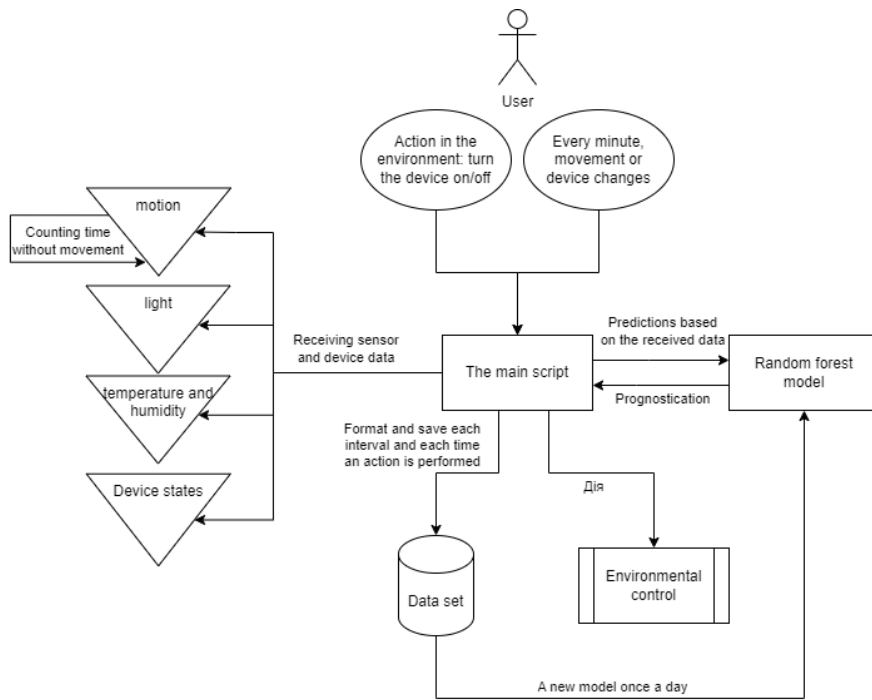 User
Action in the
environment: turn
the device on/off
Every minute,
movement or
device changes
motion
Counting time
without movement
light
temperature and
humidity
Device states
Receiving sensor
and device data
The main script
Predictions based
on the received data
Prognostication
Random forest
model
Format and save each
interval and each time
an action is performed
Дія
Data set
Environmental
control
A new model once a day